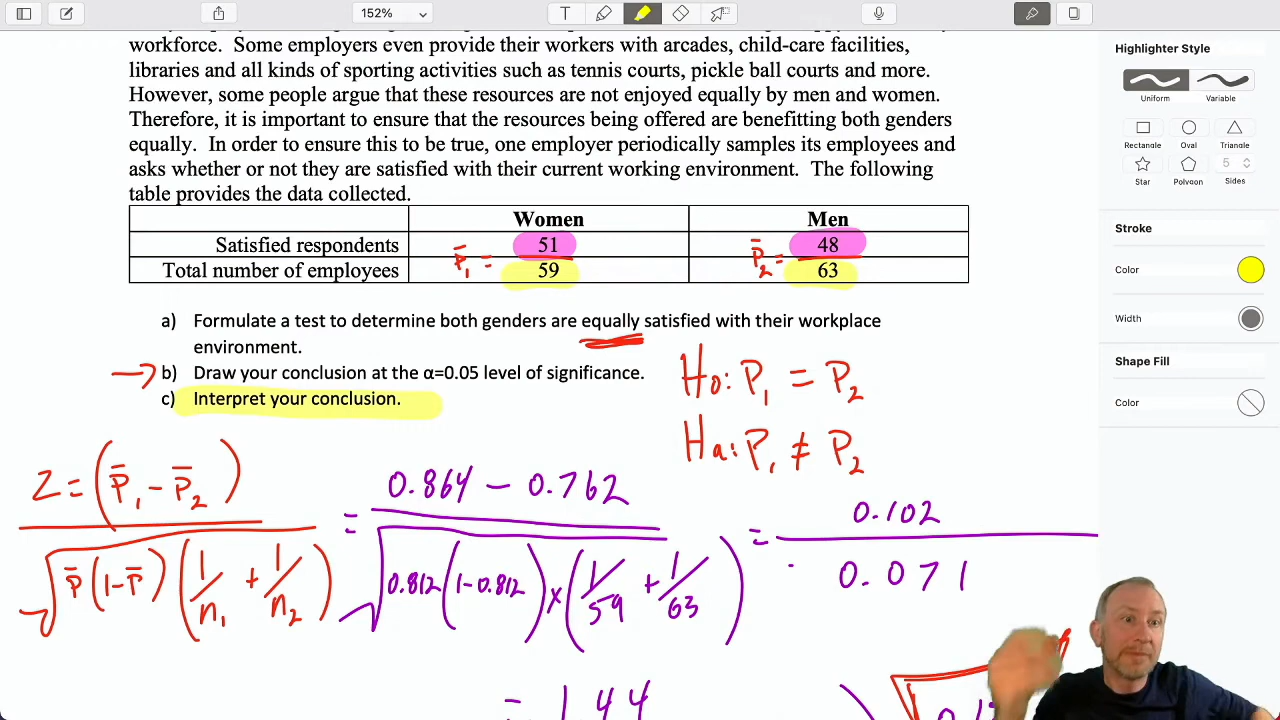 152%
T
workforce. Some employers even provide their workers with arcades, child-care facilities,
libraries and all kinds of sporting activities such as tennis courts, pickle ball courts and more.
However, some people argue that these resources are not enjoyed equally by men and women.
Therefore, it is important to ensure that the resources being offered are benefitting both genders
equally. In order to ensure this to be true, one employer periodically samples its employees and
asks whether or not they are satisfied with their current working environment. The following
table provides the data collected.
Women Men
Satisfied respondents 51 48
p̄₁ = p̄₂ =
Total number of employees 59 63
a) Formulate a test to determine both genders are equally satisfied with their workplace
environment.
b) Draw your conclusion at the α=0.05 level of significance.
c) Interpret your conclusion.
Ho: P₁ = P₂
Ha: P₁ ≠ P₂
Z = (p̄₁ - p̄₂) / √p̄(1-p̄)(1/n₁ + 1/n₂) = 0.864 - 0.762 / √0.812(1-0.812) × (1/59 + 1/63) = 0.102 / 0.071
= 1.44
Highlighter Style
Uniform Variable
Rectangle Oval Triangle
Star Polygon 5 Sides
Stroke
Color
Width
Shape Fill
Color